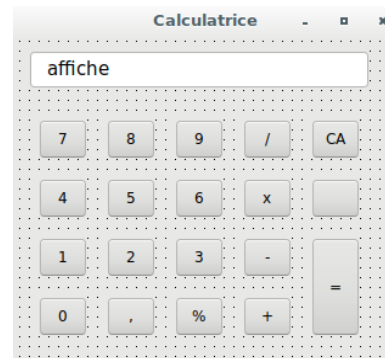 Calculatrice
affiche
7 8 9 / CA
4 5 6 x
1 2 3 -
=
0 , % +